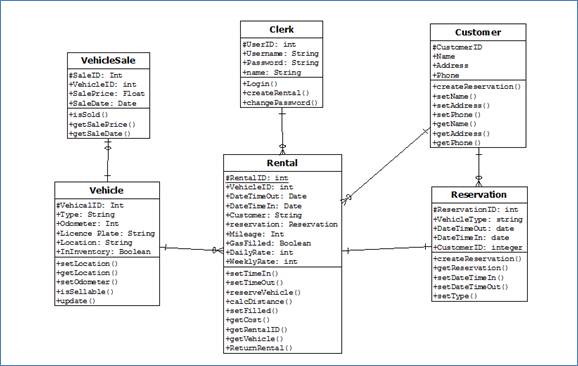 VehicleSale
#SaleID: Int
+VehicleID: int
+SalePrice: Float
+SaleDate: Date
+isSold()
+getSalePrice()
+getSaleDate()
Clerk
#UserID: int
+Username: String
+Password: String
+name: String
+Login()
+createRental()
+changePassword()
Customer
#CustomerID
+Name
+Address
+Phone
+createReservation()
+setName()
+setAddress()
+setPhone()
+getName()
+getAddress()
+getPhone()
Vehicle
#VehicalID: Int
+Type: String
+Odometer: Int
+Licence Plate: String
+Location: String
+InInventory: Boolean
+setLocation()
+getLocation()
+setOdometer()
+isSellable()
+update()
Rental
#RentalID: int
+VehicleID: int
+DateTimeOut: Date
+DateTimeIn: Date
+Customer: String
+reservation: Reservation
+Mileage: Int
+GasFilled: Boolean
+DailyRate: int
+WeeklyRate: int
+setTimeIn()
+setTimeOut()
+reserveVehicle()
+calcDistance()
+setFilled()
+getCost()
+getRentalID()
+getVehicle()
+ReturnRental()
Reservation
#ReservationID: int
+VehicleType: string
+DateTimeOut: date
+DateTimeIn: date
+CustomerID: integer
+createReservation()
+getReservation()
+setDateTimeIn()
+setDateTimeOut()
+setType()